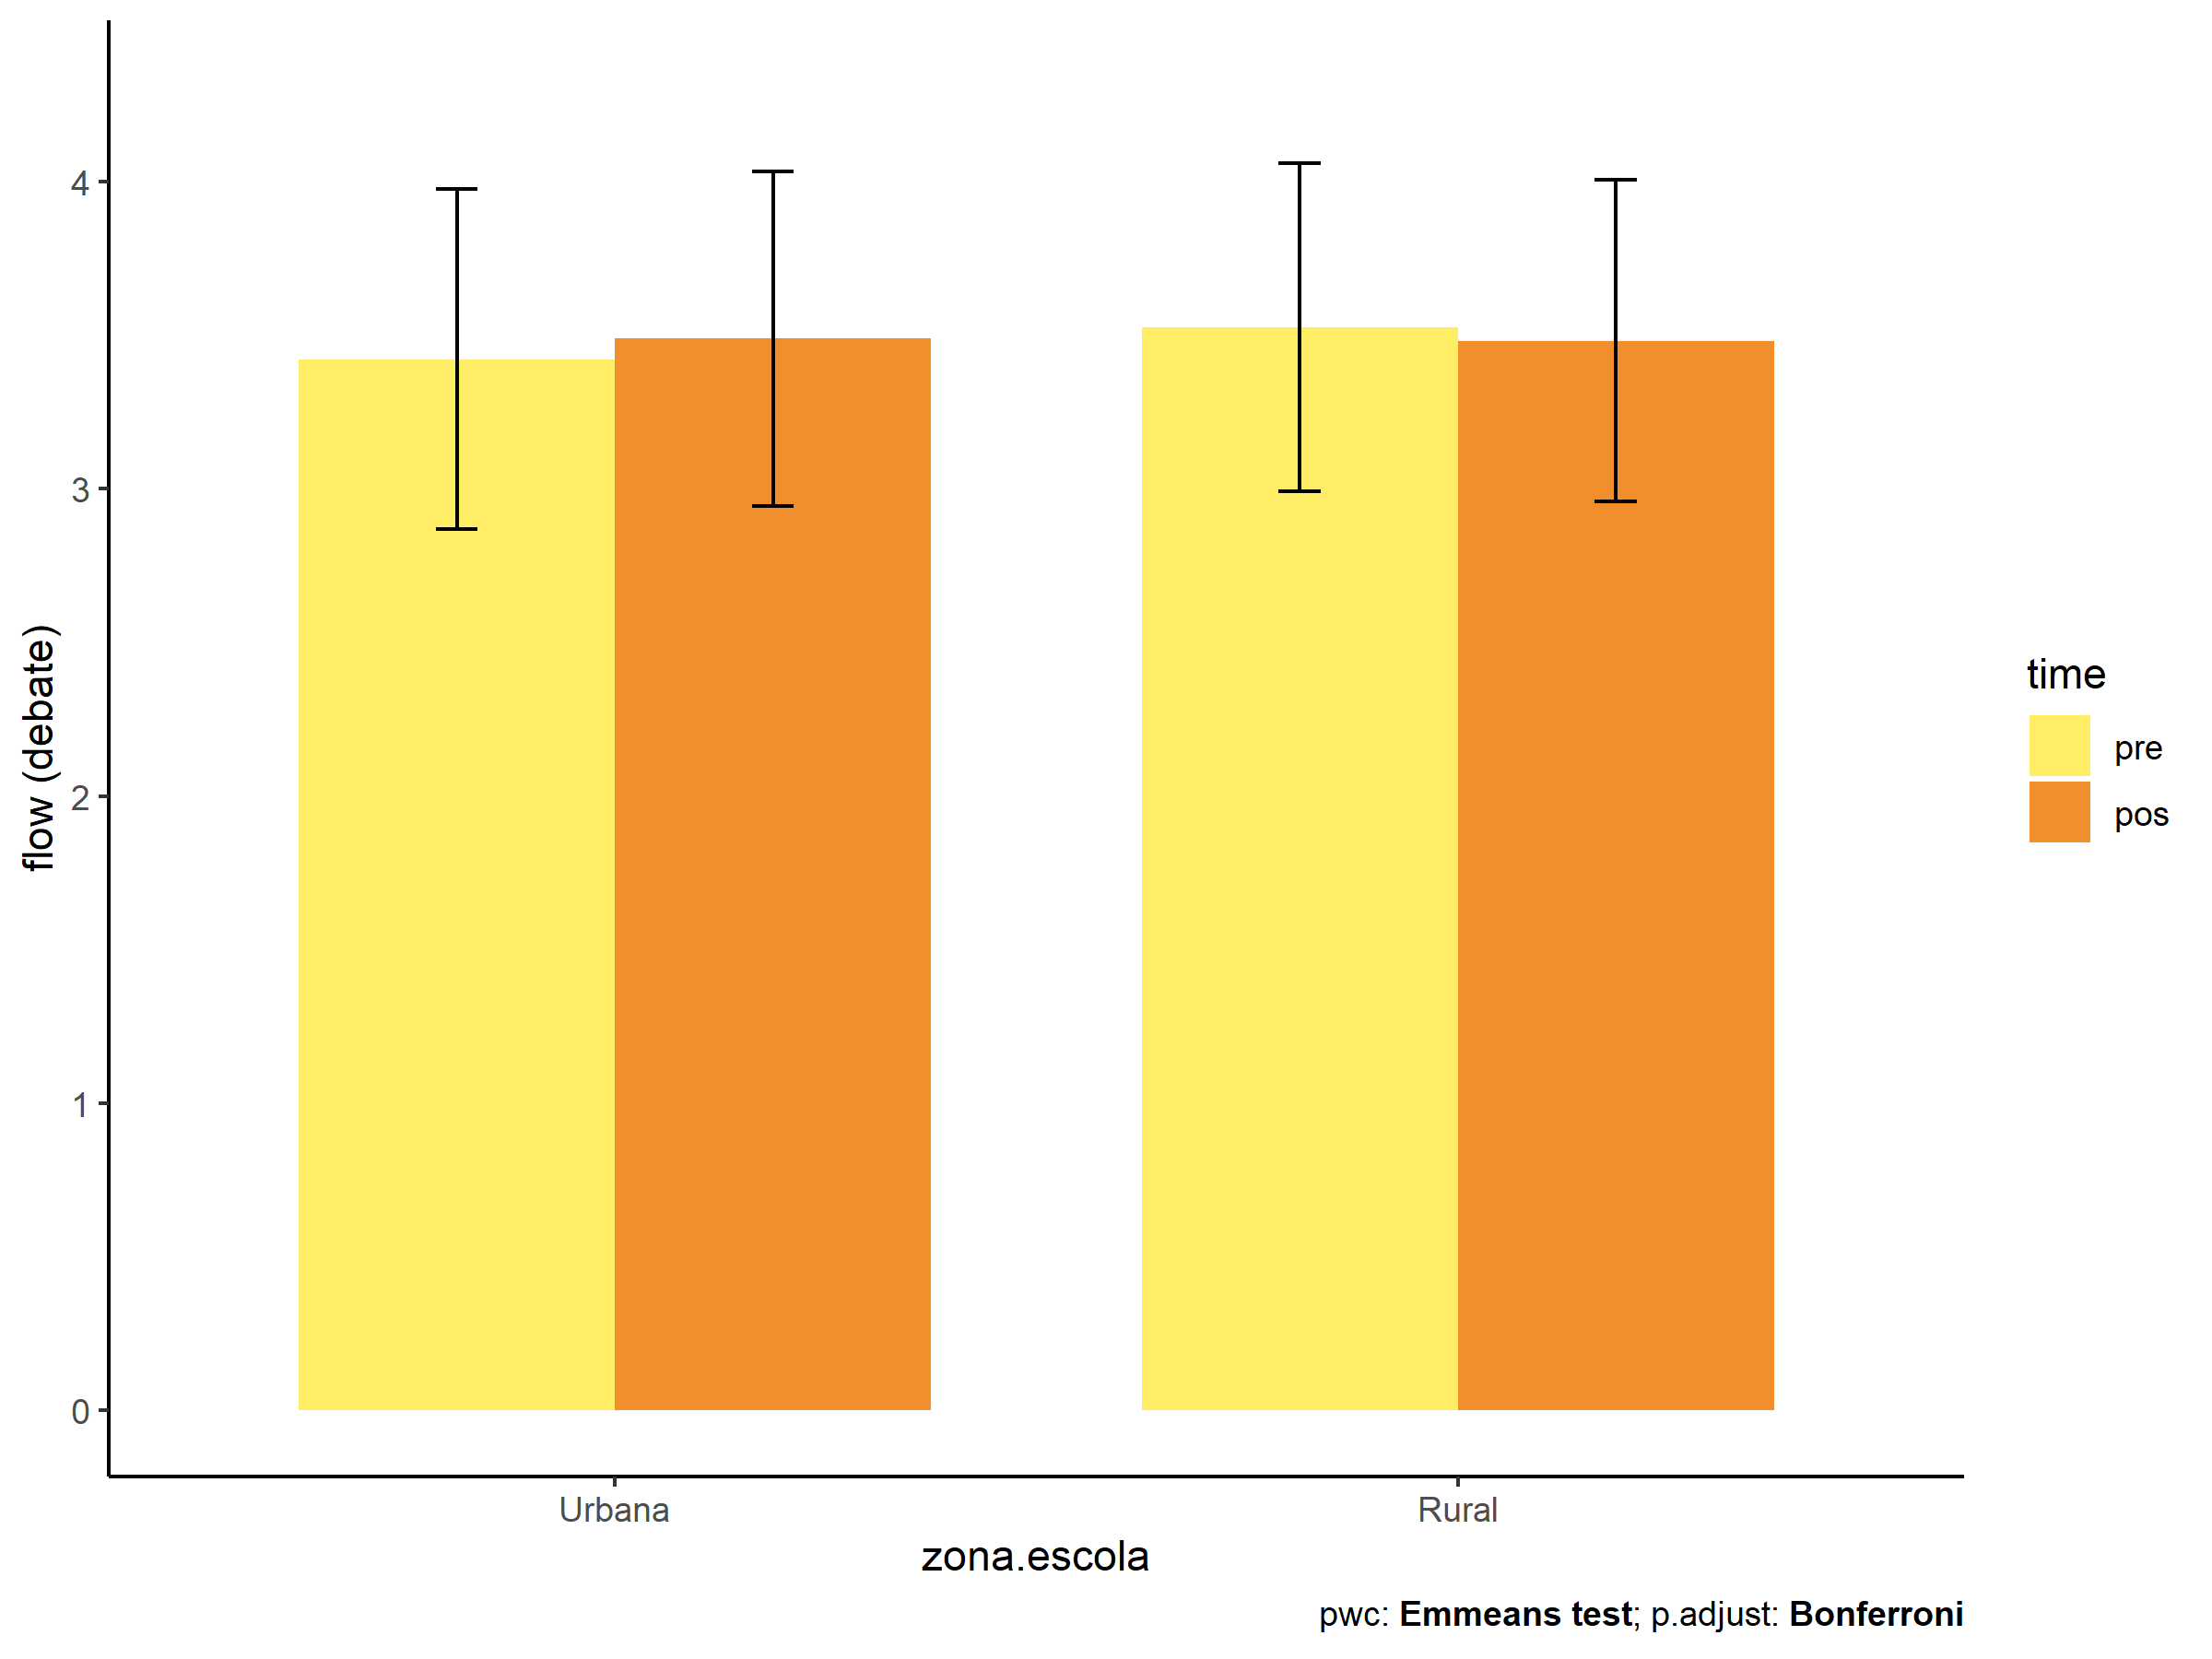 flow (debate)
4
3
2
1
0
Urbana
Rural
zona.escola
time
pre
pos
pwc: Emmeans test; p.adjust: Bonferroni